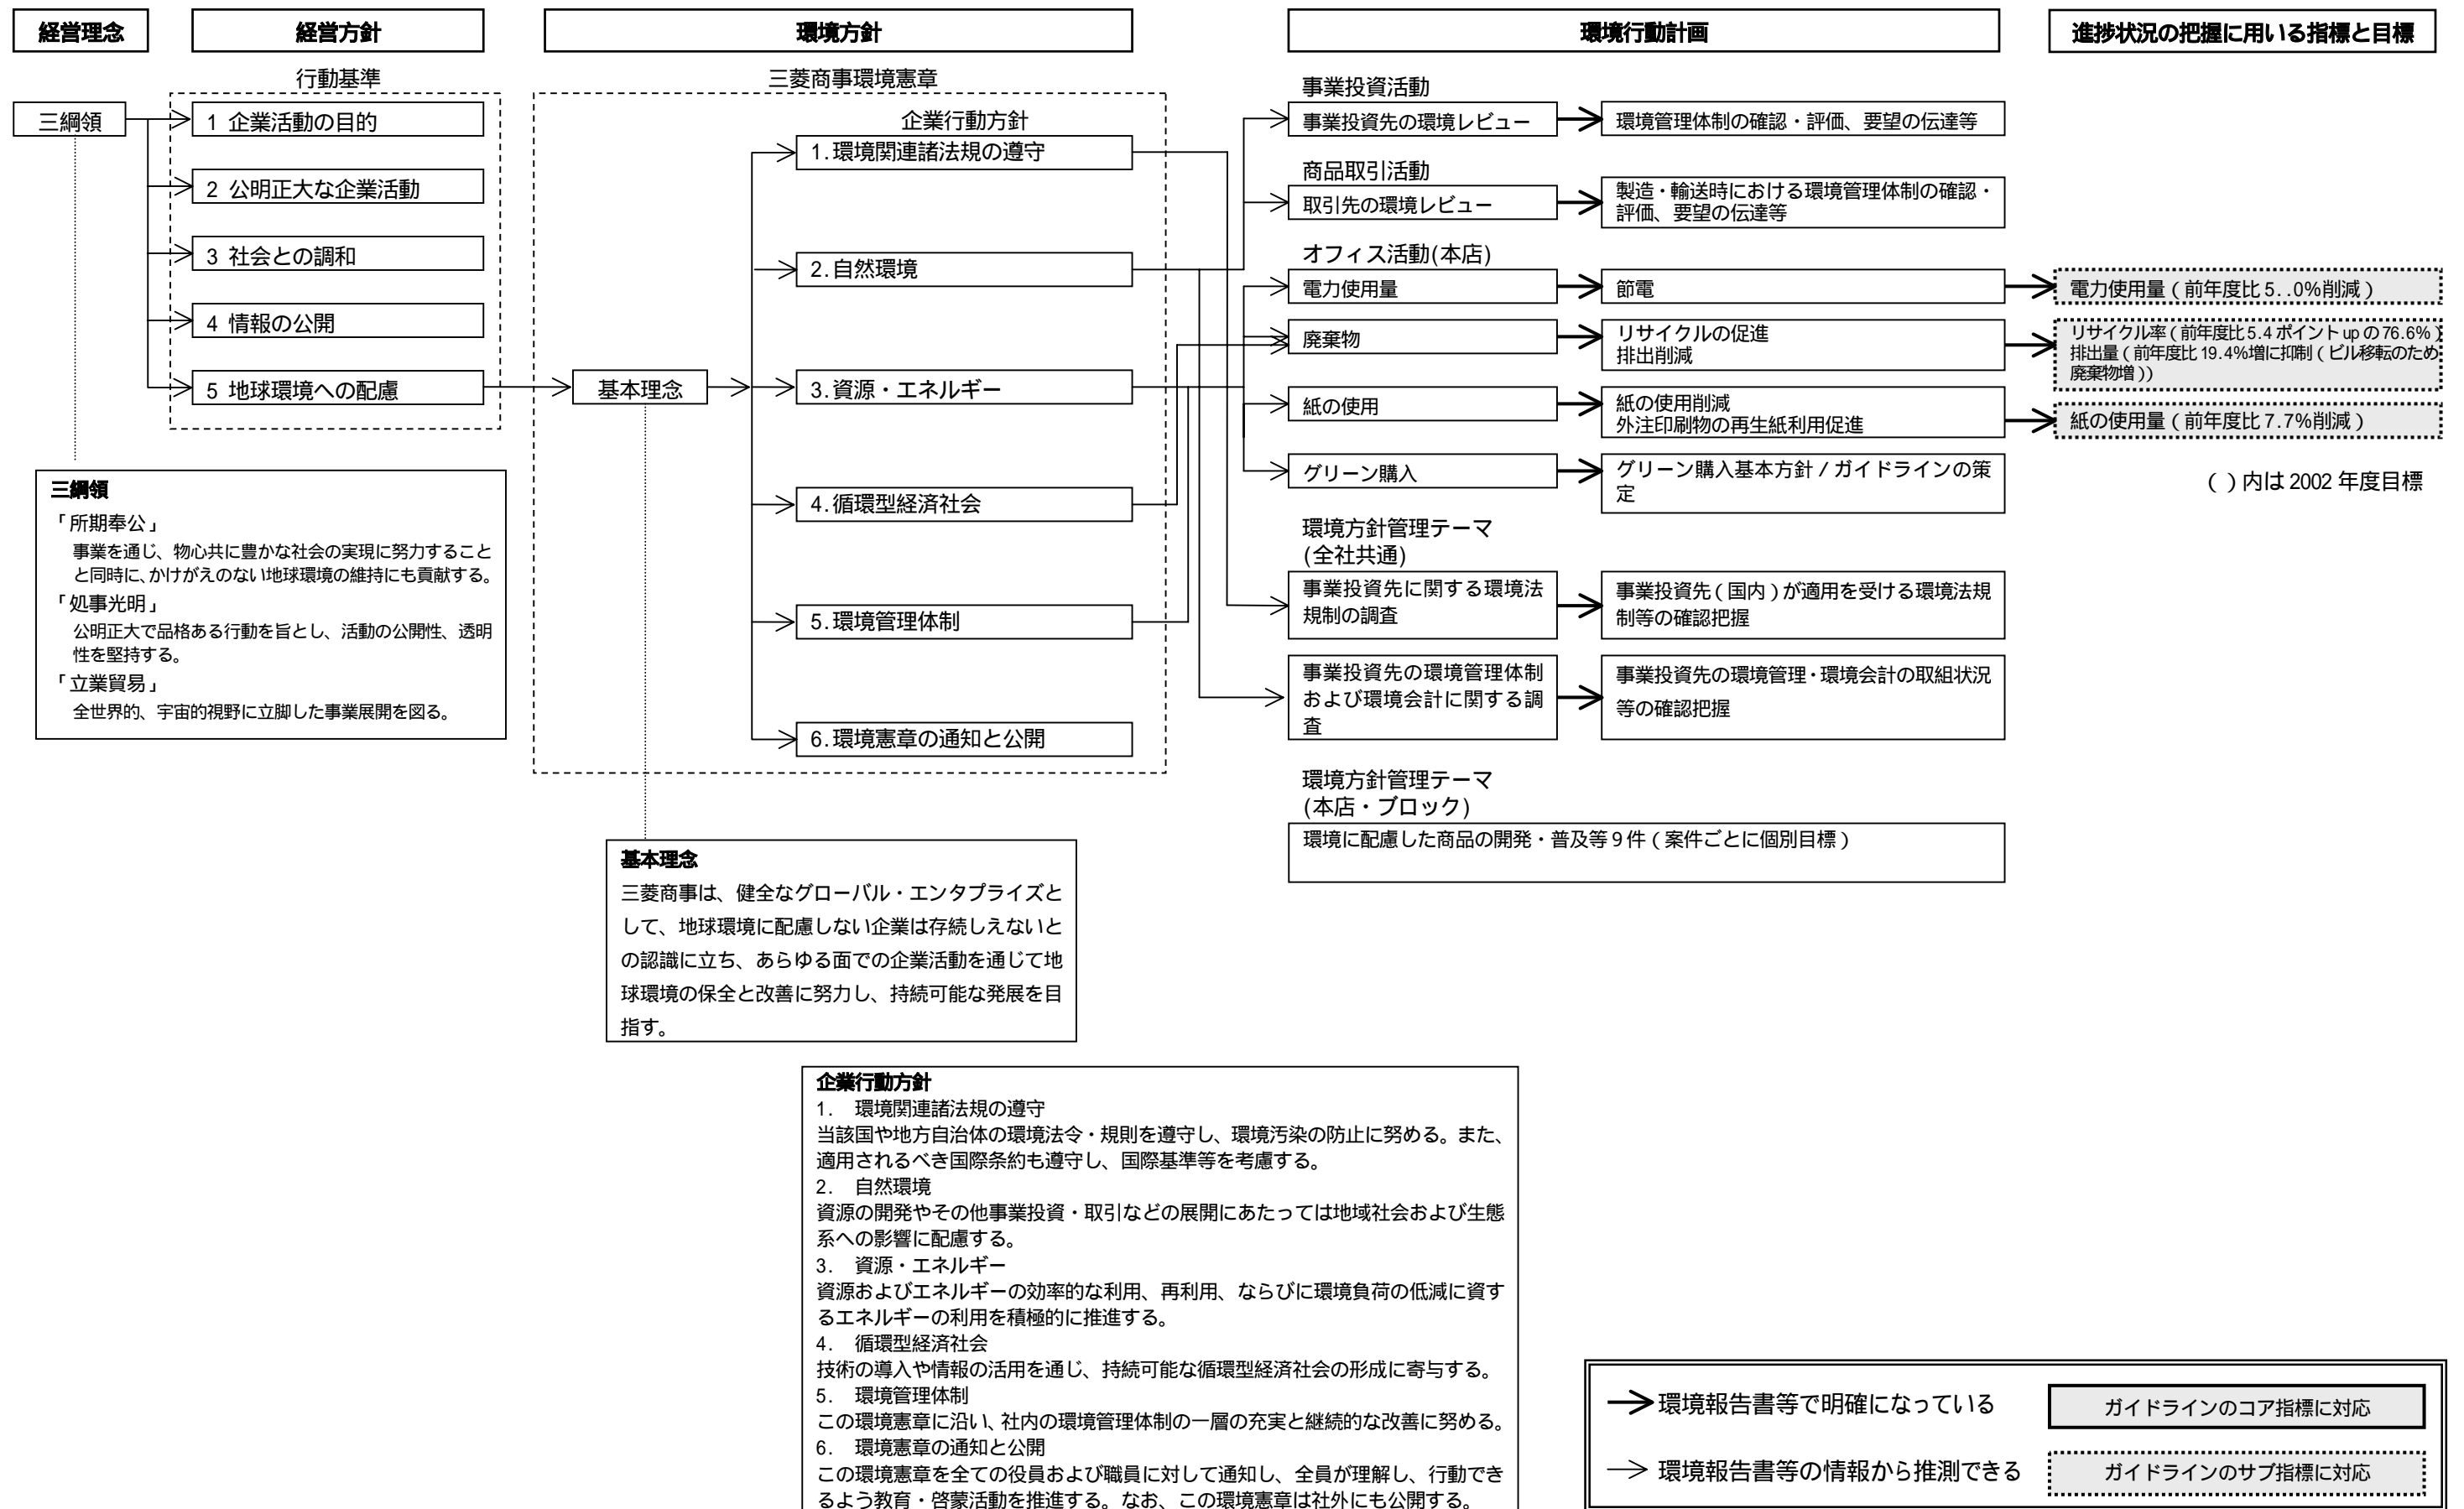 経営理念
経営方針
環境方針
環境行動計画
進捗状況の把握に用いる指標と目標
行動基準
三綱領
1 企業活動の目的
2 公明正大な企業活動
3 社会との調和
4 情報の公開
5 地球環境への配慮
三綱領
「所期奉公」
事業を通じ、物心共に豊かな社会の実現に努力すること
と同時に、かけがえのない地球環境の維持にも貢献する。
「処事光明」
公明正大で品格ある行動を旨とし、活動の公開性、透明
性を堅持する。
「立業貿易」
全世界的、宇宙的視野に立脚した事業展開を図る。
三菱商事環境憲章
企業行動方針
基本理念
1.環境関連諸法規の遵守
2.自然環境
3.資源・エネルギー
4.循環型経済社会
5.環境管理体制
6.環境憲章の通知と公開
基本理念
三菱商事は、健全なグローバル・エンタプライズと
して、地球環境に配慮しない企業は存続しえないと
の認識に立ち、あらゆる面での企業活動を通じて地
球環境の保全と改善に努力し、持続可能な発展を目
指す。
企業行動方針
1. 環境関連諸法規の遵守
当該国や地方自治体の環境法令・規則を遵守し、環境汚染の防止に努める。また、
適用されるべき国際条約も遵守し、国際基準等を考慮する。
2. 自然環境
資源の開発やその他事業投資・取引などの展開にあたっては地域社会および生態
系への影響に配慮する。
3. 資源・エネルギー
資源およびエネルギーの効率的な利用、再利用、ならびに環境負荷の低減に資す
るエネルギーの利用を積極的に推進する。
4. 循環型経済社会
技術の導入や情報の活用を通じ、持続可能な循環型経済社会の形成に寄与する。
5. 環境管理体制
この環境憲章に沿い、社内の環境管理体制の一層の充実と継続的な改善に努める。
6. 環境憲章の通知と公開
この環境憲章を全ての役員および職員に対して通知し、全員が理解し、行動でき
るよう教育・啓蒙活動を推進する。なお、この環境憲章は社外にも公開する。
事業投資活動
事業投資先の環境レビュー
環境管理体制の確認・評価、要望の伝達等
商品取引活動
取引先の環境レビュー
製造・輸送時における環境管理体制の確認・
評価、要望の伝達等
オフィス活動(本店)
電力使用量
節電
電力使用量(前年度比5..0%削減)
廃棄物
リサイクルの促進
排出削減
リサイクル率(前年度比5.4ポイントupの76.6%)
排出量(前年度比19.4%増に抑制(ビル移転のため
廃棄物増))
紙の使用
紙の使用削減
外注印刷物の再生紙利用促進
紙の使用量(前年度比7.7%削減)
グリーン購入
グリーン購入基本方針/ガイドラインの策
定
( )内は2002年度目標
環境方針管理テーマ
(全社共通)
事業投資先に関する環境法
規制の調査
事業投資先(国内)が適用を受ける環境法規
制等の確認把握
事業投資先の環境管理体制
および環境会計に関する調
査
事業投資先の環境管理・環境会計の取組状況
等の確認把握
環境方針管理テーマ
(本店・ブロック)
環境に配慮した商品の開発・普及等9件(案件ごとに個別目標)
環境報告書等で明確になっている
ガイドラインのコア指標に対応
環境報告書等の情報から推測できる
ガイドラインのサブ指標に対応